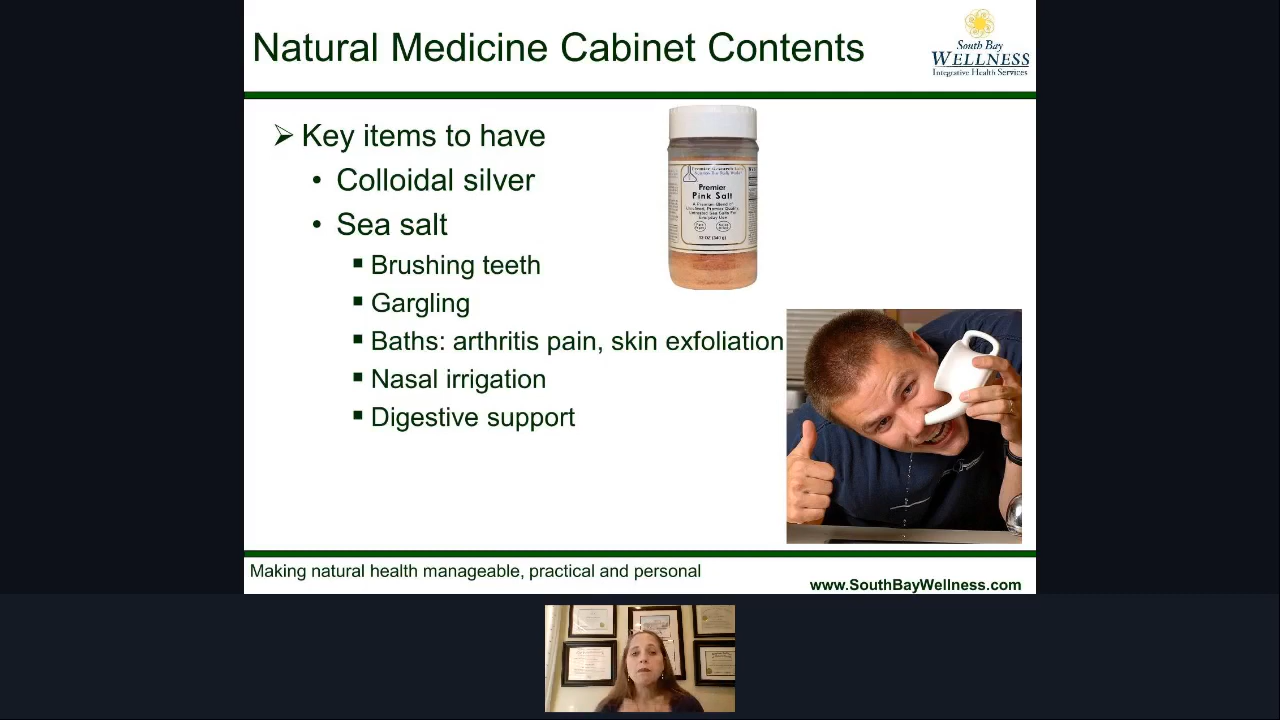 Natural Medicine Cabinet Contents
South Bay
WELLNESS
Integrative Health Services
Key items to have
Colloidal silver
Sea salt
Brushing teeth
Gargling
Baths: arthritis pain, skin exfoliation
Nasal irrigation
Digestive support
Premier
Pink Salt
Making natural health manageable, practical and personal
www.SouthBayWellness.com